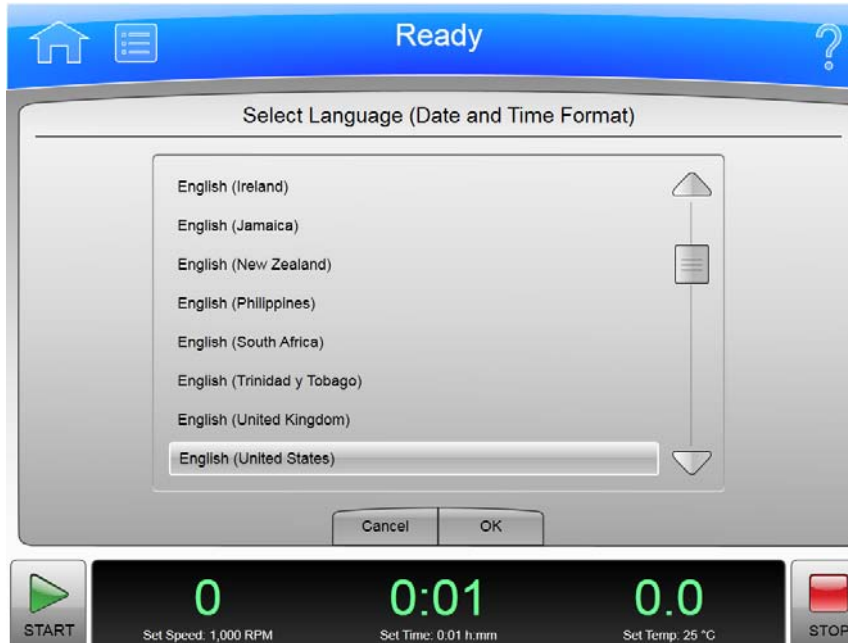 Ready
?
Select Language (Date and Time Format)
English (Ireland)
English (Jamaica)
English (New Zealand)
English (Philippines)
English (South Africa)
English (Trinidad y Tobago)
English (United Kingdom)
English (United States)
Cancel OK
0 0:01 0.0
START Set Speed: 1,000 RPM Set Time: 0:01 h:mm Set Temp: 25 °C STOP